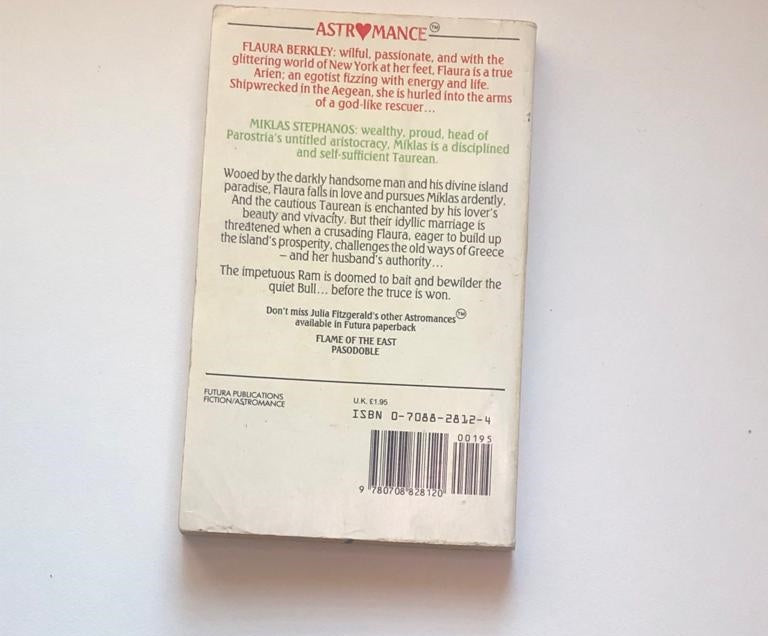 ASTR♥MANCE™
FLAURA BERKLEY: wilful, passionate, and with the
glittering world of New York at her feet, Flaura is a true
Arien; an egotist fizzing with energy and life.
Shipwrecked in the Aegean, she is hurled into the arms
of a god-like rescuer...
MIKLAS STEPHANOS: wealthy, proud, head of
Parostria's untitled aristocracy, Miklas is a disciplined
and self-sufficient Taurean.
Wooed by the darkly handsome man and his divine island
paradise, Flaura falls in love and pursues Miklas ardently.
And the cautious Taurean is enchanted by his lover's
beauty and vivacity. But their idyllic marriage is
threatened when a crusading Flaura, eager to build up
the island's prosperity, challenges the old ways of Greece
– and her husband's authority...
The impetuous Ram is doomed to bait and bewilder the
quiet Bull... before the truce is won.
Don't miss Julia Fitzgerald's other Astromances™
available in Futura paperback
FLAME OF THE EAST
PASODOBLE
FUTURA PUBLICATIONS
FICTION/ASTROMANCE
U.K. £1.95
ISBN 0-7088-2812-4
00195
9 780708 828120